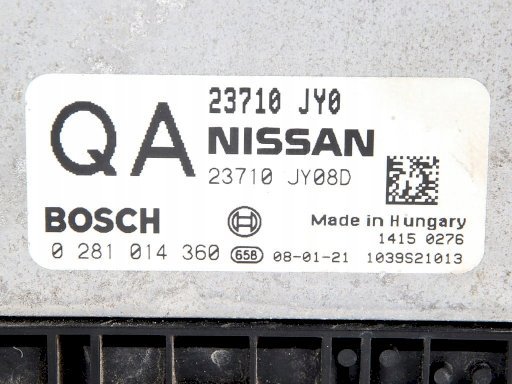 QA
23710 JY0
NISSAN
23710 JY08D
BOSCH
Made in Hungary
1415 0276
0 281 014 360 65B 08-01-21 1039S21013